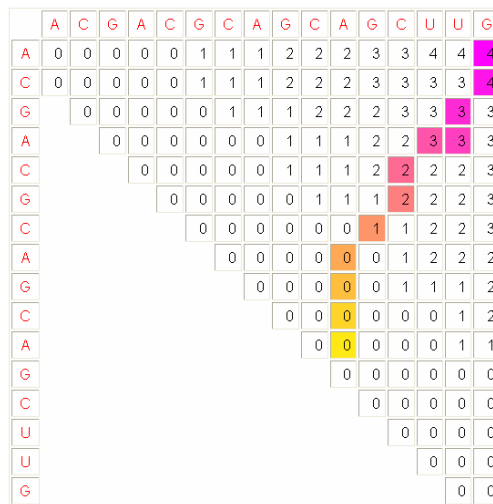 A C G A C G C A G C A G C U U G
A 0 0 0 0 0 1 1 1 2 2 2 3 3 4 4 4
C 0 0 0 0 0 1 1 1 2 2 2 3 3 3 3 4
G 0 0 0 0 0 1 1 1 2 2 2 3 3 3 3
A 0 0 0 0 0 0 1 1 1 2 2 3 3 3
C 0 0 0 0 0 1 1 1 2 2 2 2 3
G 0 0 0 0 0 1 1 1 2 2 2 3
C 0 0 0 0 0 0 1 1 2 2 3
A 0 0 0 0 0 0 1 2 2 2
G 0 0 0 0 0 1 1 1 2
C 0 0 0 0 0 0 1 2
A 0 0 0 0 0 1 1
G 0 0 0 0 0 0
C 0 0 0 0 0
U 0 0 0 0
U 0 0 0
G 0 0